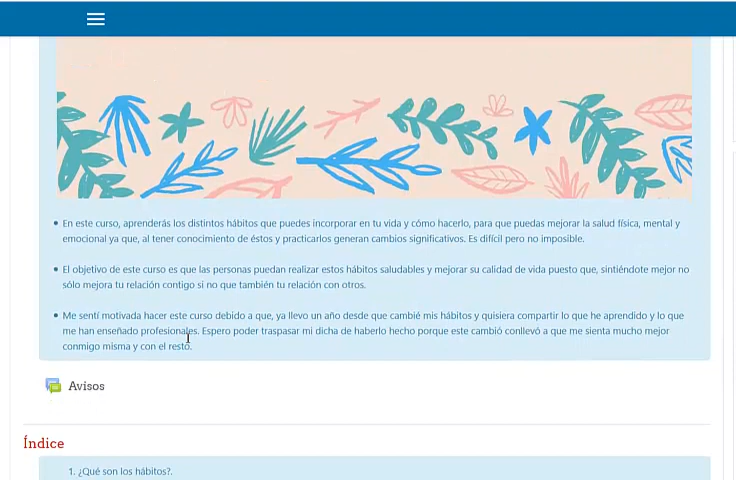 En este curso, aprenderás los distintos hábitos que puedes incorporar en tu vida y cómo hacerlo, para que puedas mejorar la salud física, mental y
emocional ya que, al tener conocimiento de éstos y practicarlos generan cambios significativos. Es difícil pero no imposible.
El objetivo de este curso es que las personas puedan realizar estos hábitos saludables y mejorar su calidad de vida puesto que, sintiéndote mejor no
sólo mejora tu relación contigo si no que también tu relación con otros.
Me sentí motivada hacer este curso debido a que, ya llevo un año desde que cambié mis hábitos y quisiera compartir lo que he aprendido y lo que
me han enseñado profesionales. Espero poder traspasar mi dicha de haberlo hecho porque este cambió conllevó a que me sienta mucho mejor
conmigo misma y con el resto.
Avisos
Índice
1. ¿Qué son los hábitos?.